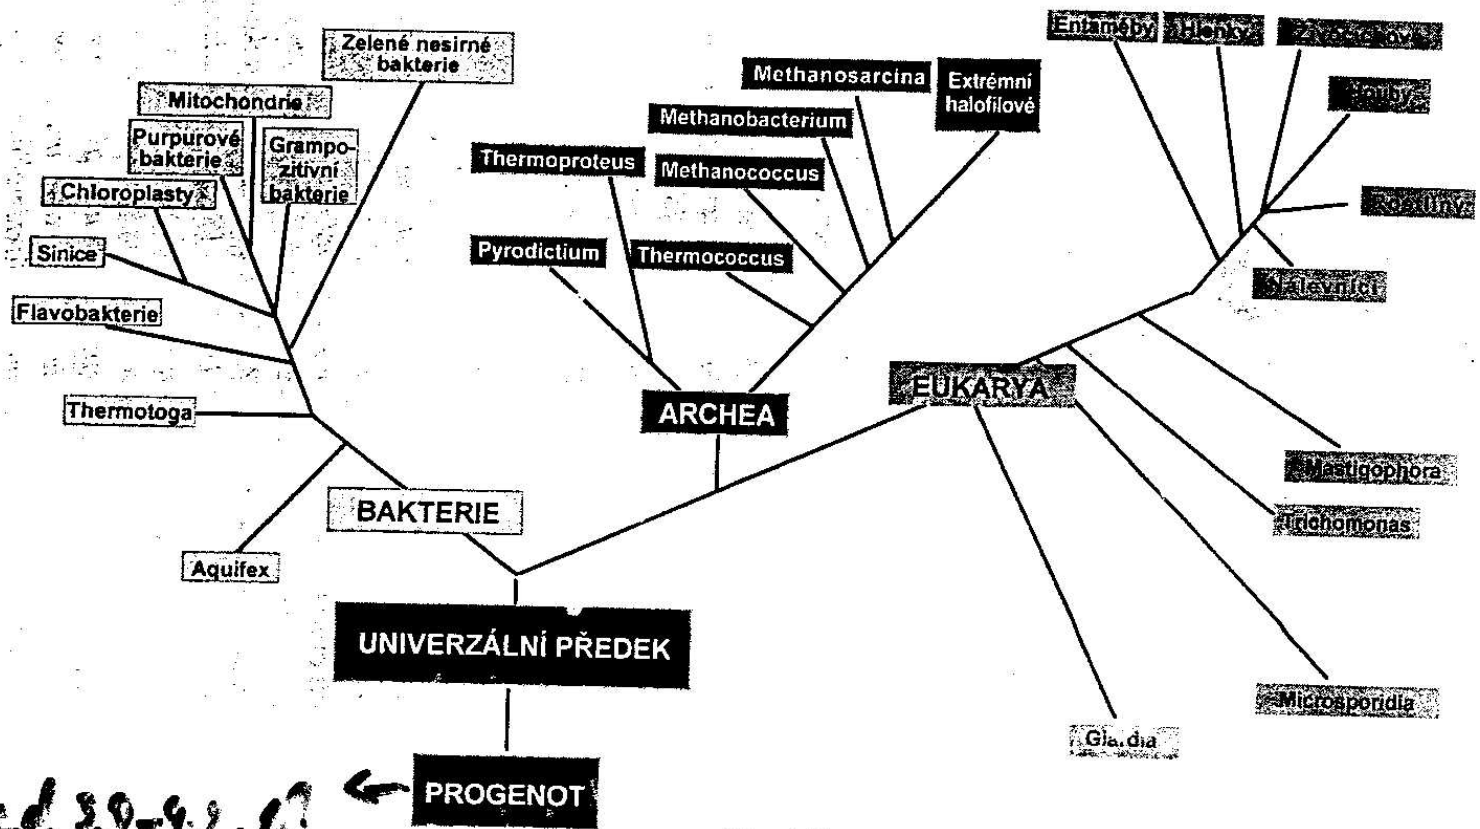 Zelené nesirné
bakterie
Mitochondrie
Purpurové
bakterie
Grampo-
zitivní
bakterie
Chloroplasty
Sinice
Flavobakterie
Thermotoga
Aquifex
BAKTERIE
Methanosarcina
Extrémní
halofilové
Methanobacterium
Thermoproteus
Methanococcus
Pyrodictium
Thermococcus
ARCHEA
Entaméby
Hlenky
Živočichové
Houby
Rostliny
Nálevníci
EUKARYA
Mastigophora
Trichomonas
Microsporidia
Giardia
UNIVERZÁLNÍ PŘEDEK
PROGENOT